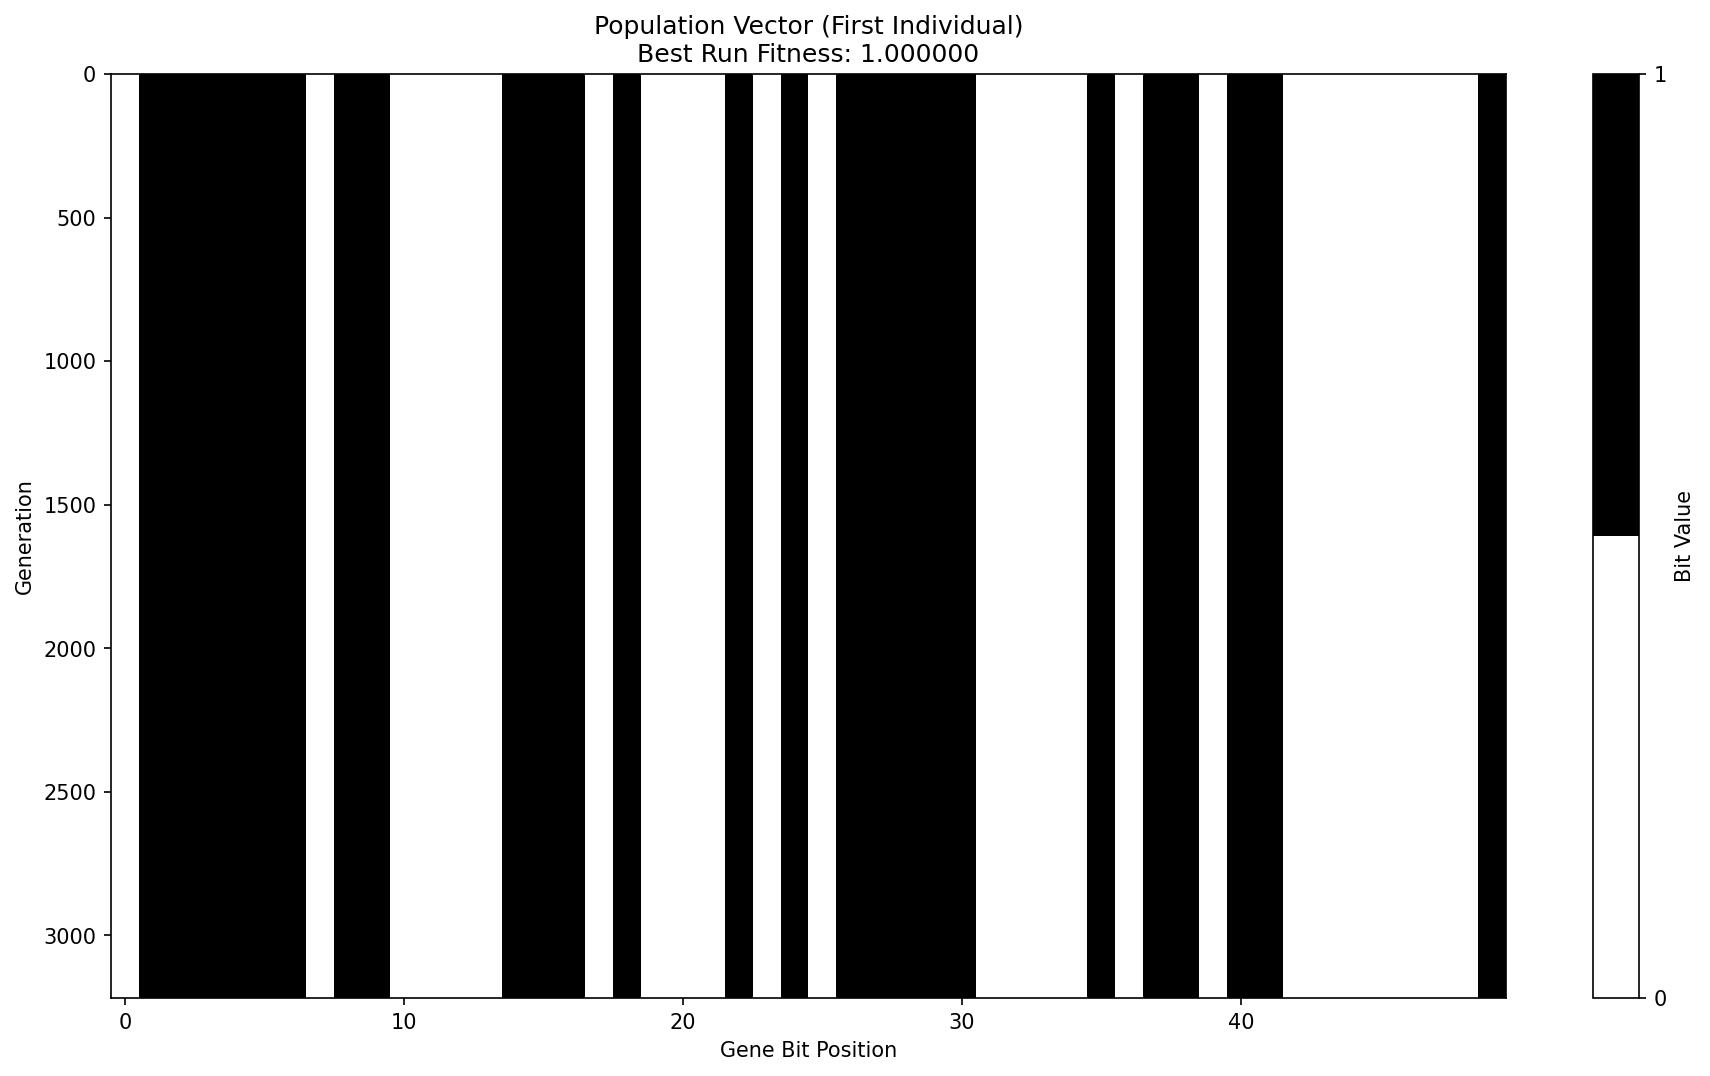 Population Vector (First Individual)
Best Run Fitness: 1.000000
0
500
1000
1500
2000
2500
3000
Generation
0 10 20 30 40
Gene Bit Position
1
0
Bit Value